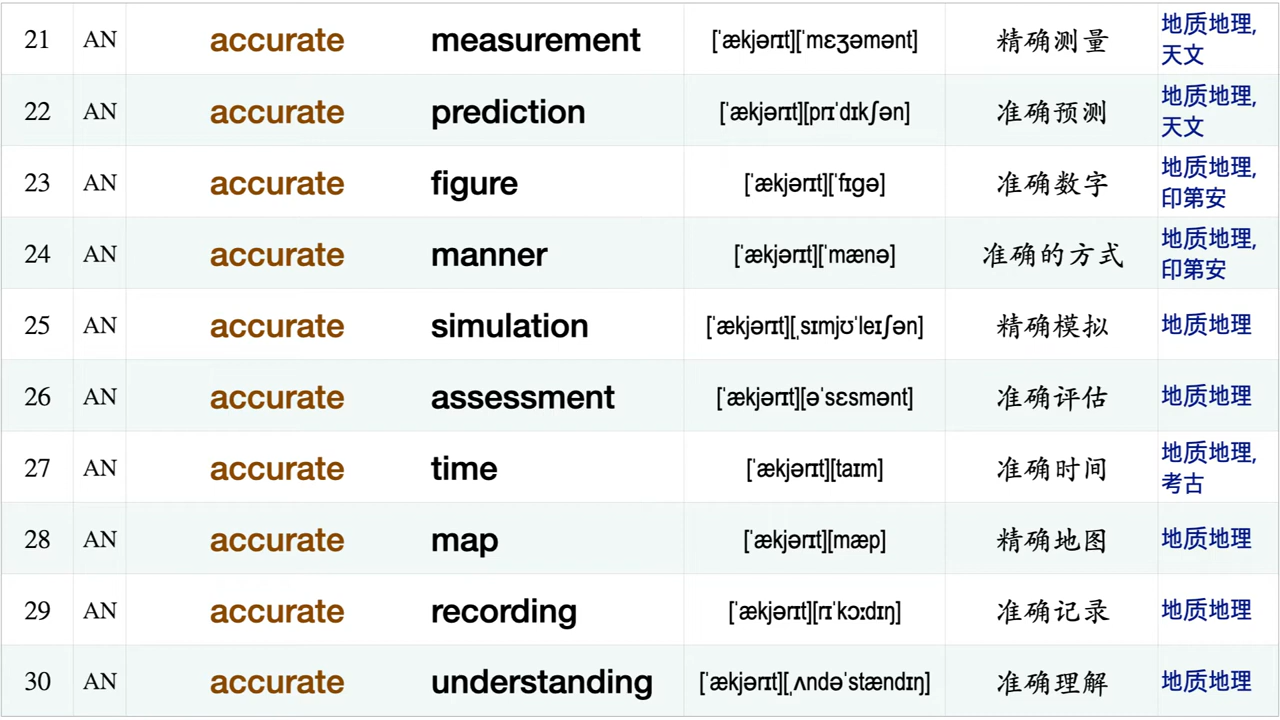 21 AN accurate measurement [ˈækjərɪt][ˈmɛʒəmənt] 精确测量 地质地理,
天文
22 AN accurate prediction [ˈækjərɪt][prɪˈdɪkʃən] 准确预测 地质地理,
天文
23 AN accurate figure [ˈækjərɪt][ˈfɪgə] 准确数字 地质地理,
印第安
24 AN accurate manner [ˈækjərɪt][ˈmænə] 准确的方式 地质地理,
印第安
25 AN accurate simulation [ˈækjərɪt][ˌsɪmjʊˈleɪʃən] 精确模拟 地质地理
26 AN accurate assessment [ˈækjərɪt][əˈsɛsmənt] 准确评估 地质地理
27 AN accurate time [ˈækjərɪt][taɪm] 准确时间 地质地理,
考古
28 AN accurate map [ˈækjərɪt][mæp] 精确地图 地质地理
29 AN accurate recording [ˈækjərɪt][rɪˈkɔːdɪŋ] 准确记录 地质地理
30 AN accurate understanding [ˈækjərɪt][ˌʌndəˈstændɪŋ] 准确理解 地质地理